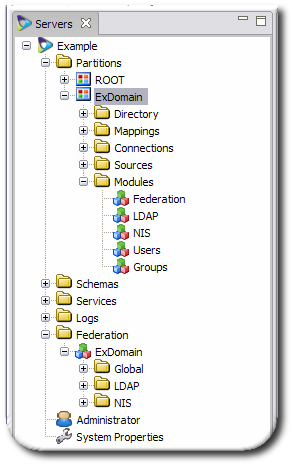 Servers
Example
Partitions
ROOT
ExDomain
Directory
Mappings
Connections
Sources
Modules
Federation
LDAP
NIS
Users
Groups
Schemas
Services
Logs
Federation
ExDomain
Global
LDAP
NIS
Administrator
System Properties